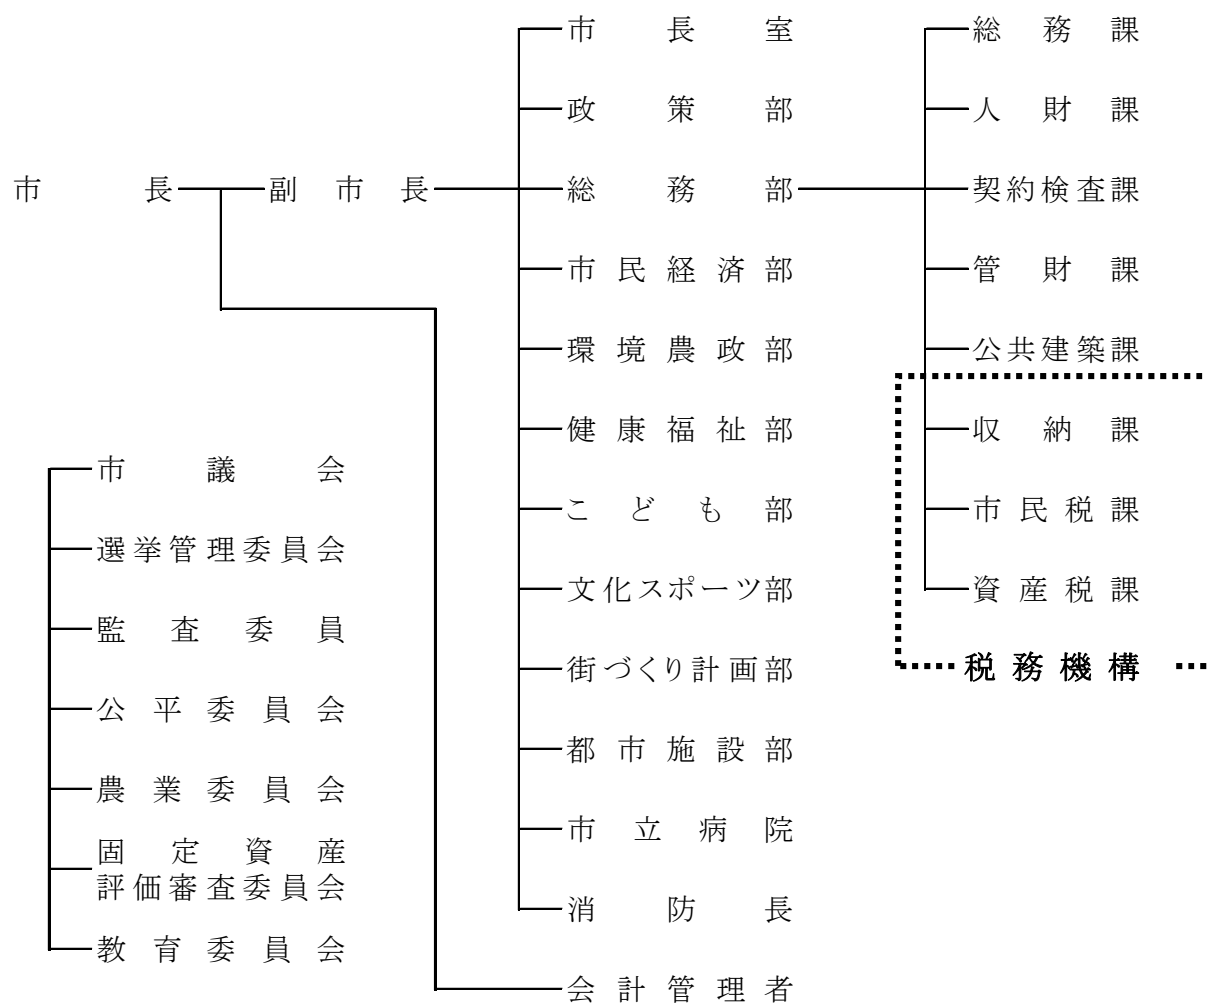 市長
副市長
市長室
政策部
総務部
市民経済部
環境農政部
健康福祉部
こども部
文化スポーツ部
街づくり計画部
都市施設部
市立病院
消防長
会計管理者
総務課
人財課
契約検査課
管財課
公共建築課
収納課
市民税課
資産税課
税務機構
市議会
選挙管理委員会
監査委員
公平委員会
農業委員会
固定資産
評価審査委員会
教育委員会